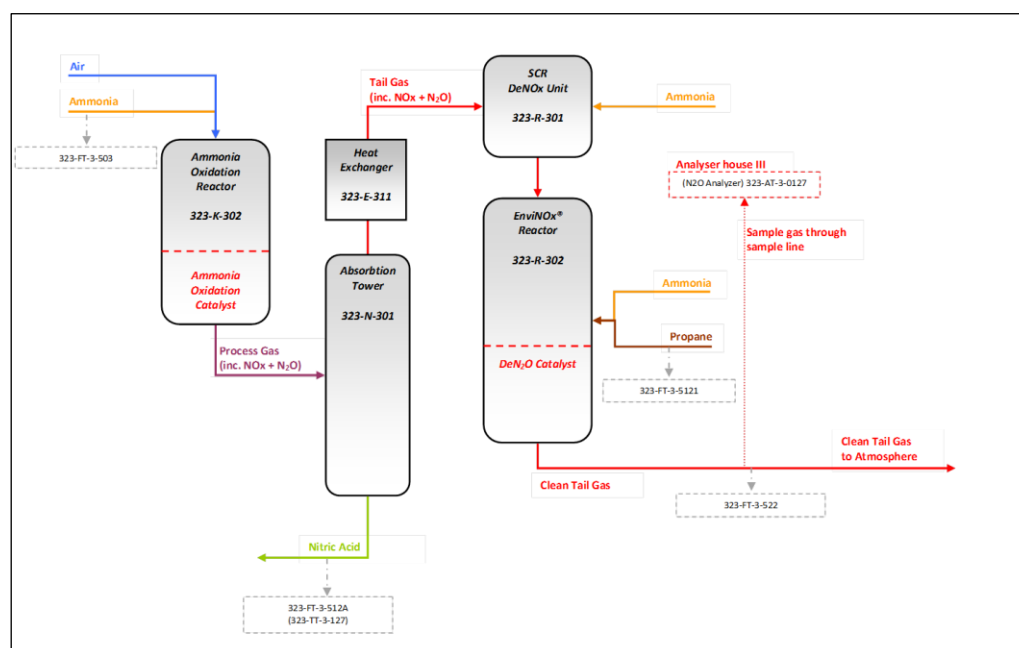 Air
Ammonia
323-FT-3-503
Ammonia
Oxidation
Reactor
323-K-302
Ammonia
Oxidation
Catalyst
Process Gas
(inc. NOx + N₂O)
Tail Gas
(inc. NOx + N₂O)
Heat
Exchanger
323-E-311
Absorbtion
Tower
323-N-301
Nitric Acid
323-FT-3-512A
(323-TT-3-127)
SCR
DeNOx Unit
323-R-301
Ammonia
EnviNOx®
Reactor
323-R-302
DeN₂O Catalyst
Ammonia
Propane
323-FT-3-5121
Analyser house III
(N2O Analyzer) 323-AT-3-0127
Sample gas through
sample line
Clean Tail Gas
Clean Tail Gas
to Atmosphere
323-FT-3-522